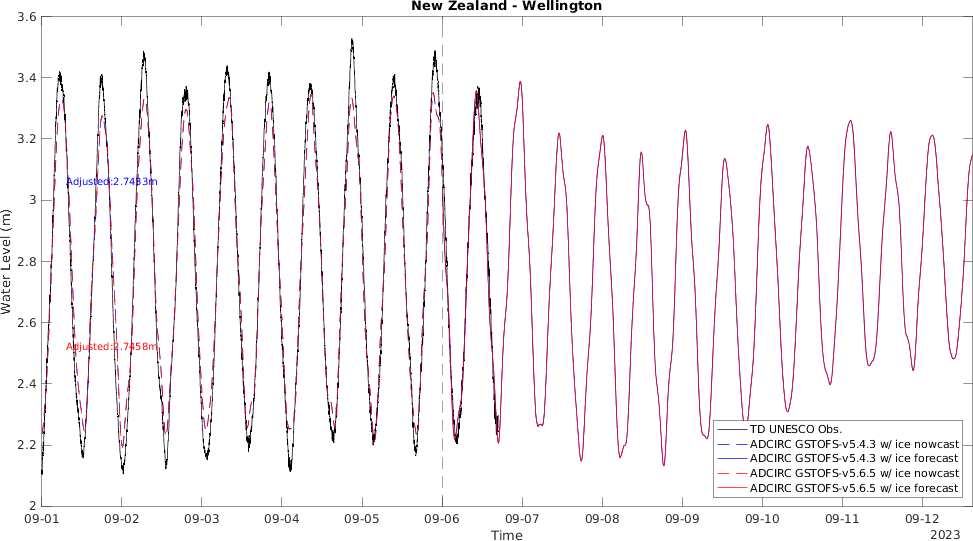 New Zealand - Wellington
3.6
3.4
3.2
3
2.8
2.6
2.4
2.2
2
Water Level (m)
Adjusted:2.7433m
Adjusted:2.7458m
TD UNESCO Obs.
ADCIRC GSTOFS-v5.4.3 w/ ice nowcast
ADCIRC GSTOFS-v5.4.3 w/ ice forecast
ADCIRC GSTOFS-v5.6.5 w/ ice nowcast
ADCIRC GSTOFS-v5.6.5 w/ ice forecast
09-01 09-02 09-03 09-04 09-05 09-06 09-07 09-08 09-09 09-10 09-11 09-12
Time
2023